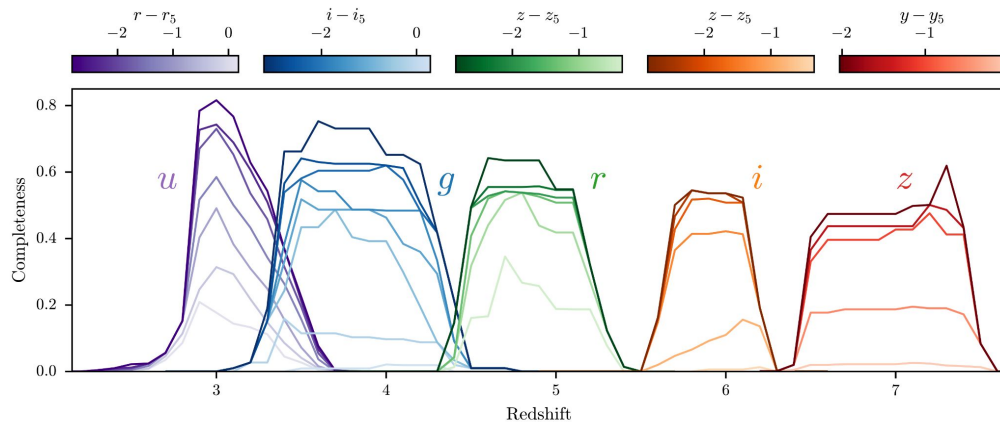 r − r5 i − i5 z − z5 z − z5 y − y5
−2 −1 0 −2 0 −2 −1 −2 −1 −2 −1
0.8
0.6
0.4
0.2
0.0
Completeness
u g r i z
3 4 5 6 7
Redshift